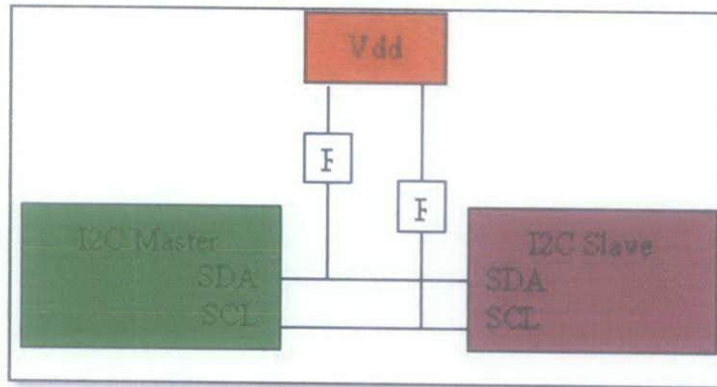 Vdd
F
F
I2C Master
I2C Slave
SDA
SDA
SCL
SCL